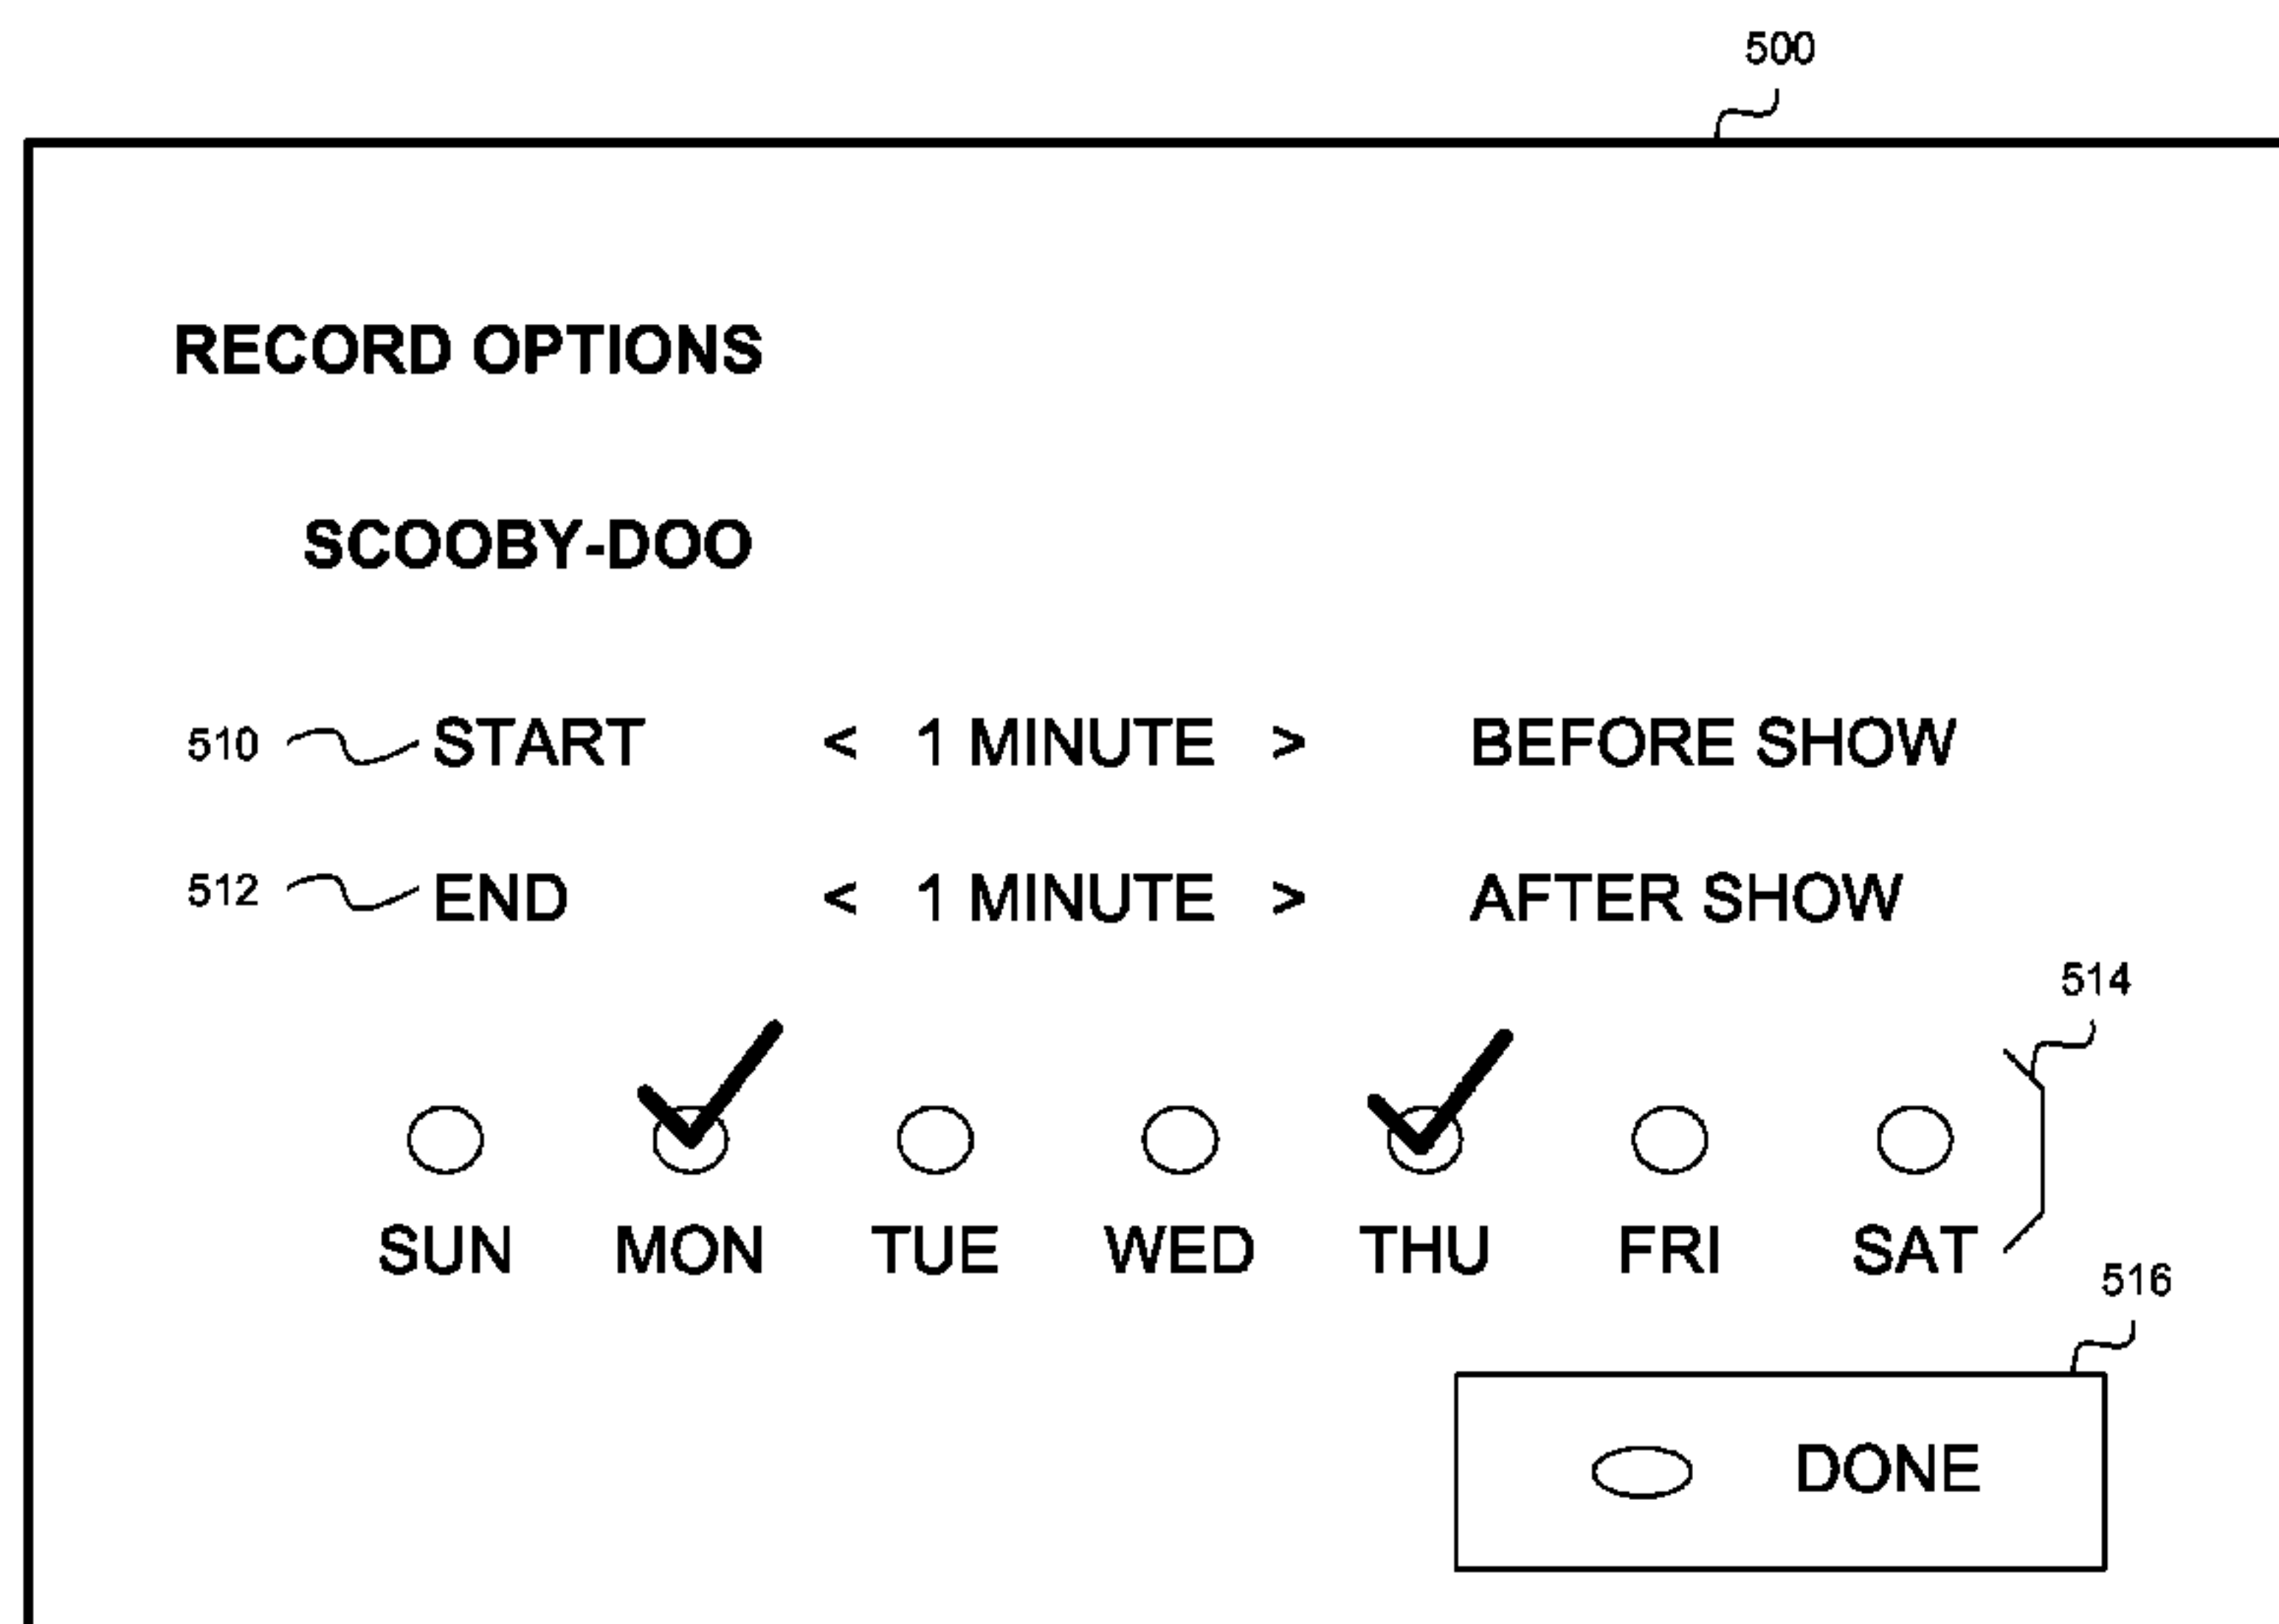 500
RECORD OPTIONS
SCOOBY-DOO
510 START < 1 MINUTE > BEFORE SHOW
512 END < 1 MINUTE > AFTER SHOW
514
SUN MON TUE WED THU FRI SAT
516
DONE